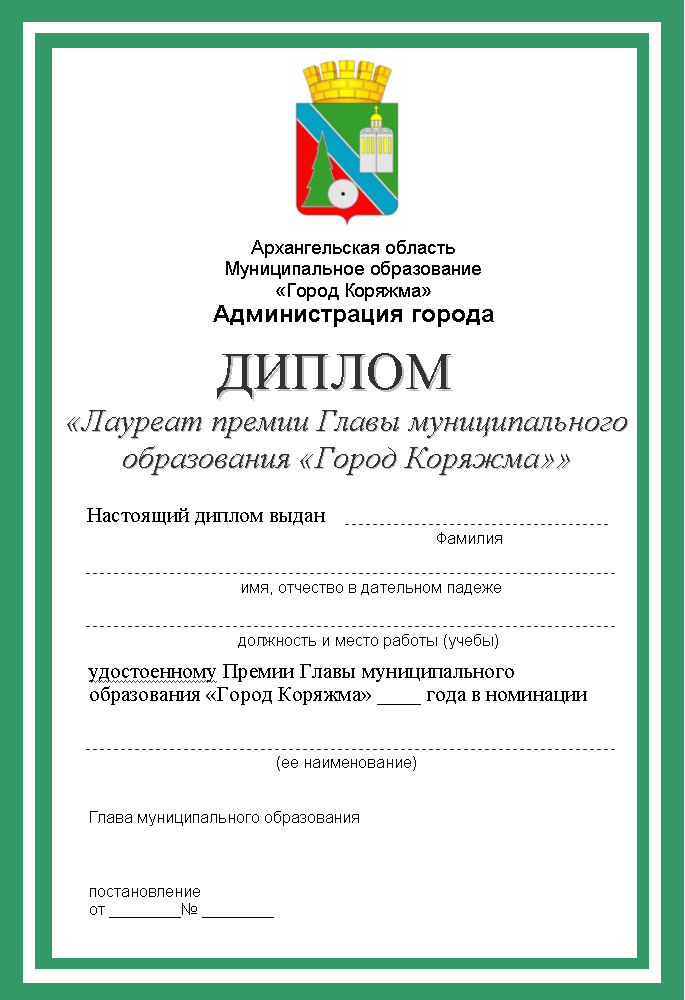 Архангельская область
Муниципальное образование
«Город Коряжма»
Администрация города
ДИПЛОМ
«Лауреат премии Главы муниципального
образования «Город Коряжма»»
Настоящий диплом выдан
Фамилия
имя, отчество в дательном падеже
должность и место работы (учебы)
удостоенному Премии Главы муниципального
образования «Город Коряжма» ____ года в номинации
(ее наименование)
Глава муниципального образования
постановление
от ________№ ________